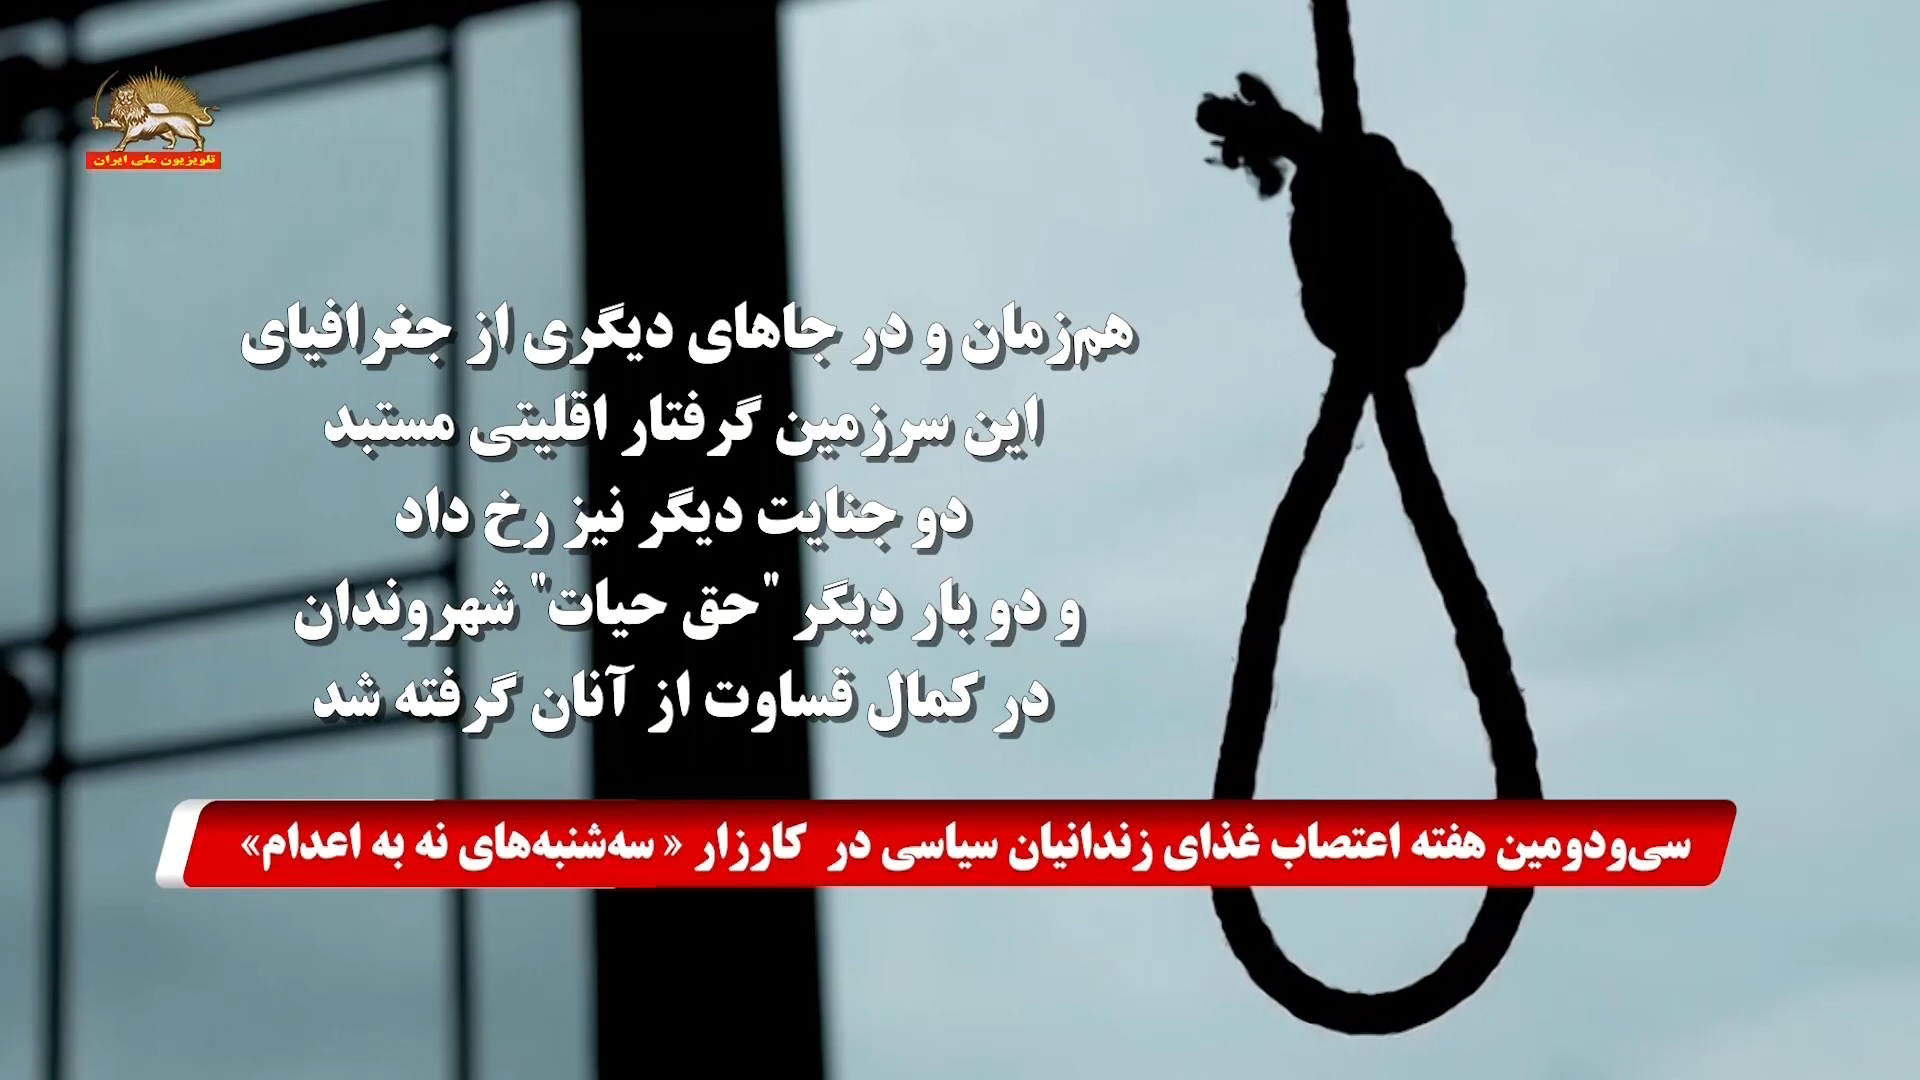 تلویزیون ملی ایران
هم‌زمان و در جاهای دیگری از جغرافیای
این سرزمین گرفتار اقلیتی مستبد
دو جنایت دیگر نیز رخ داد
و دو بار دیگر "حق حیات" شهروندان
در کمال قساوت از آنان گرفته شد
سی‌ودومین هفته اعتصاب غذای زندانیان سیاسی در کارزار « سه‌شنبه‌های نه به اعدام»